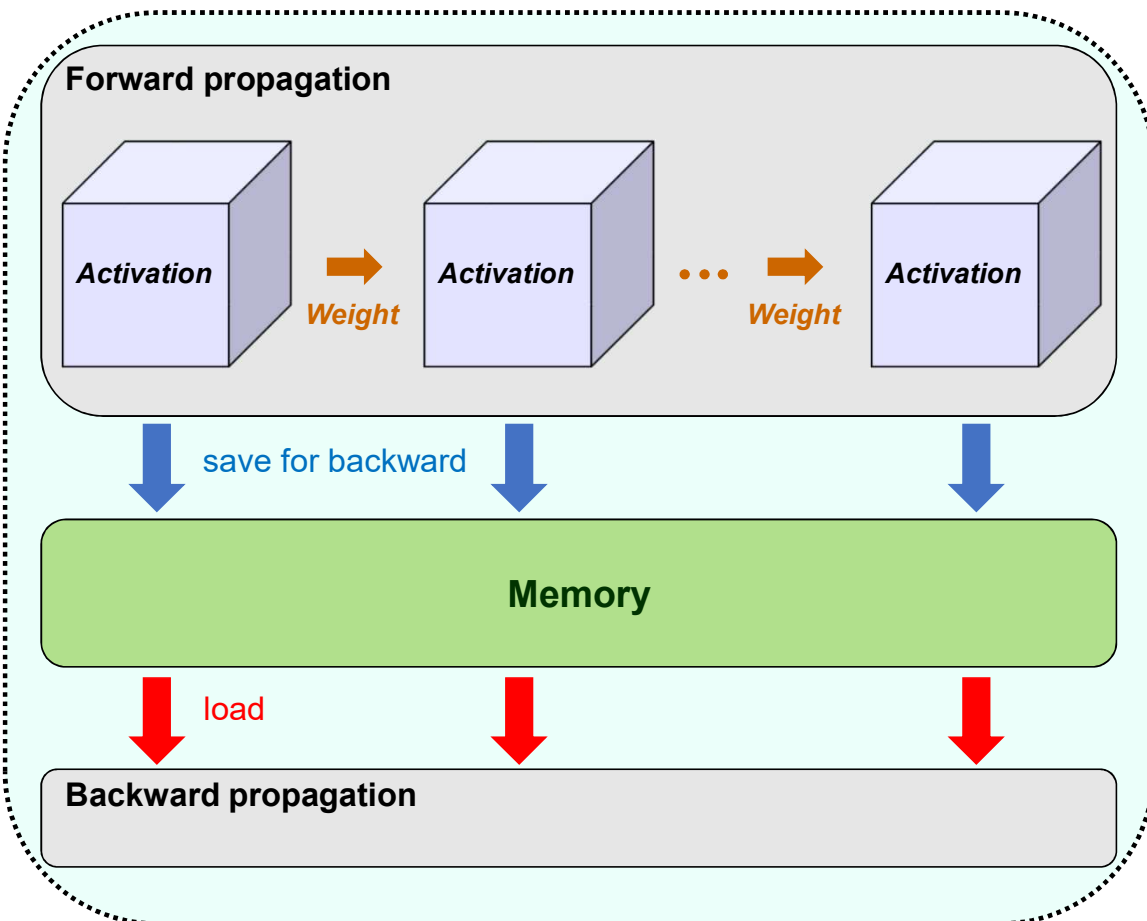 Forward propagation
Activation
Weight
Activation
...
Weight
Activation
save for backward
Memory
load
Backward propagation